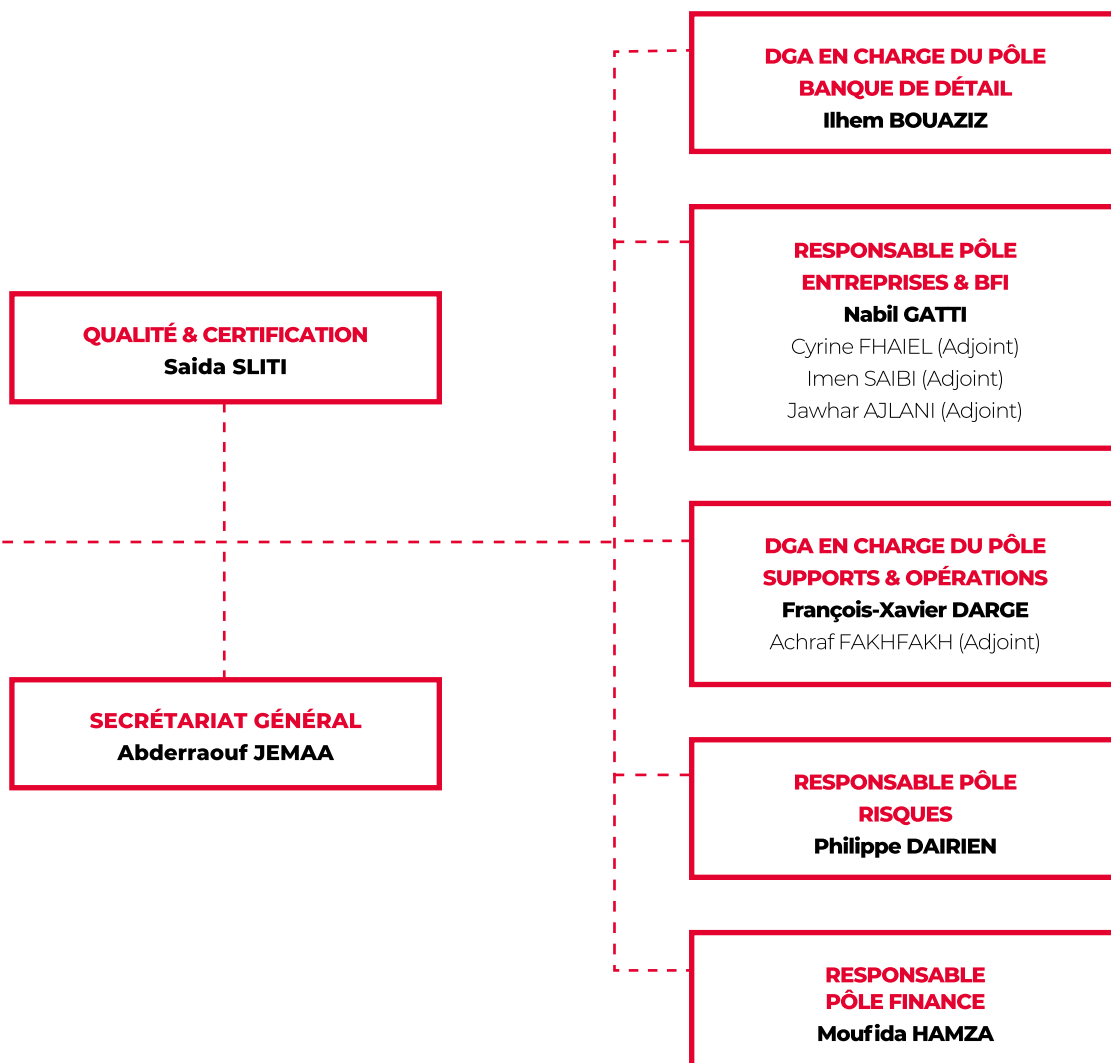 QUALITÉ & CERTIFICATION
Saida SLITI
SECRÉTARIAT GÉNÉRAL
Abderraouf JEMAA
DGA EN CHARGE DU PÔLE
BANQUE DE DÉTAIL
Ilhem BOUAZIZ
RESPONSABLE PÔLE
ENTREPRISES & BFI
Nabil GATTI
Cyrine FHAIEL (Adjoint)
Imen SAIBI (Adjoint)
Jawhar AJLANI (Adjoint)
DGA EN CHARGE DU PÔLE
SUPPORTS & OPÉRATIONS
François-Xavier DARGE
Achraf FAKHFAKH (Adjoint)
RESPONSABLE PÔLE
RISQUES
Philippe DAIRIEN
RESPONSABLE
PÔLE FINANCE
Moufida HAMZA